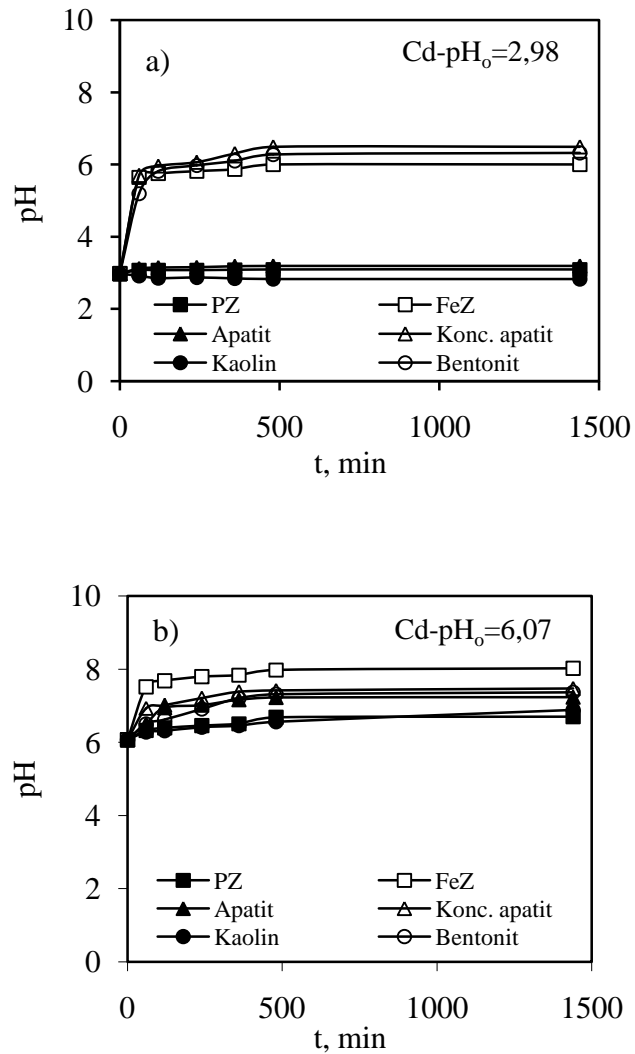 10
a)
Cd-pHₒ=2,98
8
6
pH
4
2
PZ FeZ
Apatit Konc. apatit
Kaolin Bentonit
0
0 500 1000 1500
t, min
10
b)
Cd-pHₒ=6,07
8
6
pH
4
2
PZ FeZ
Apatit Konc. apatit
Kaolin Bentonit
0
0 500 1000 1500
t, min